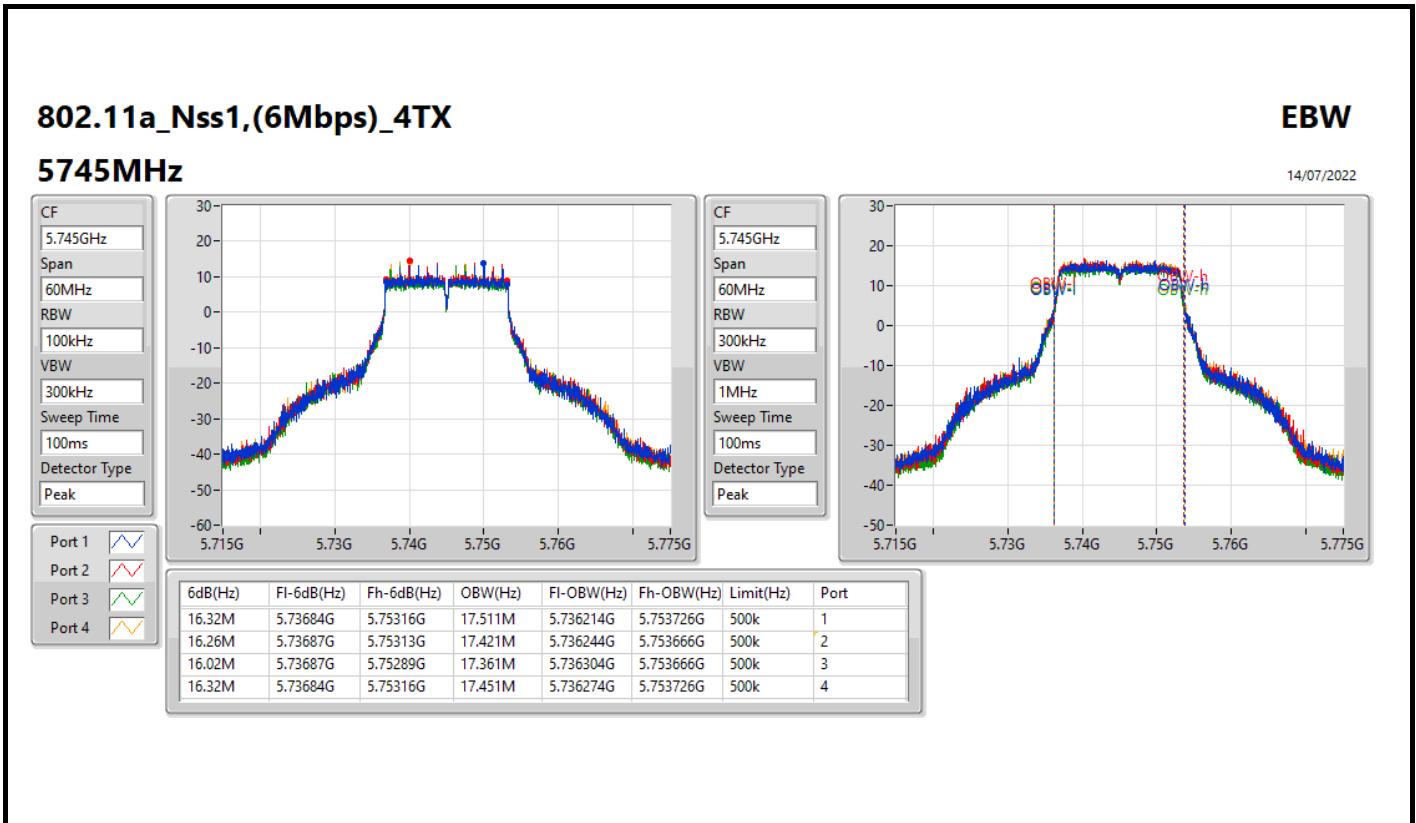 802.11a_Nss1,(6Mbps)_4TX
EBW
5745MHz
14/07/2022
CF
5.745GHz
Span
60MHz
RBW
100kHz
VBW
300kHz
Sweep Time
100ms
Detector Type
Peak
30
20
10
0
-10
-20
-30
-40
-50
-60
5.715G 5.73G 5.74G 5.75G 5.76G 5.775G
CF
5.745GHz
Span
60MHz
RBW
300kHz
VBW
1MHz
Sweep Time
100ms
Detector Type
Peak
30
20
10
0
-10
-20
-30
-40
-50
OBW-l
OBW-h
5.715G 5.73G 5.74G 5.75G 5.76G 5.775G
Port 1
Port 2
Port 3
Port 4
6dB(Hz) Fl-6dB(Hz) Fh-6dB(Hz) OBW(Hz) Fl-OBW(Hz) Fh-OBW(Hz) Limit(Hz) Port
16.32M 5.73684G 5.75316G 17.511M 5.736214G 5.753726G 500k 1
16.26M 5.73687G 5.75313G 17.421M 5.736244G 5.753666G 500k 2
16.02M 5.73687G 5.75289G 17.361M 5.736304G 5.753666G 500k 3
16.32M 5.73684G 5.75316G 17.451M 5.736274G 5.753726G 500k 4